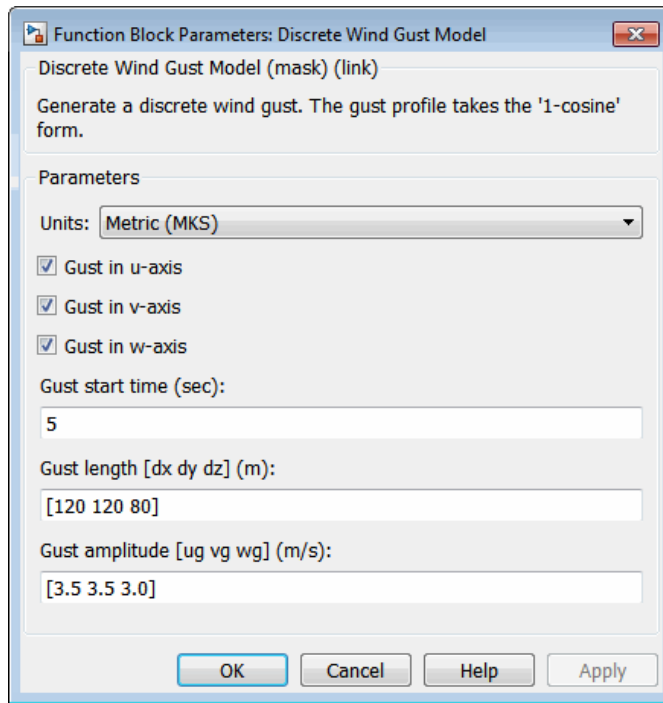 Function Block Parameters: Discrete Wind Gust Model
Discrete Wind Gust Model (mask) (link)
Generate a discrete wind gust. The gust profile takes the '1-cosine'
form.
Parameters
Units: Metric (MKS)
Gust in u-axis
Gust in v-axis
Gust in w-axis
Gust start time (sec):
5
Gust length [dx dy dz] (m):
[120 120 80]
Gust amplitude [ug vg wg] (m/s):
[3.5 3.5 3.0]
OK Cancel Help Apply